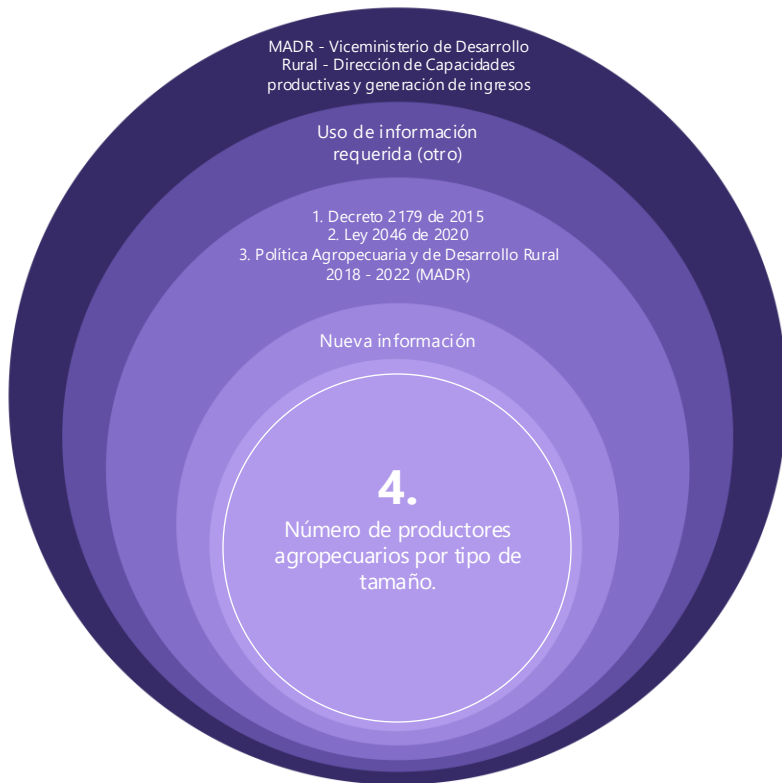 MADR - Viceministerio de Desarrollo
Rural - Dirección de Capacidades
productivas y generación de ingresos
Uso de información
requerida (otro)
1. Decreto 2179 de 2015
2. Ley 2046 de 2020
3. Política Agropecuaria y de Desarrollo Rural
2018 - 2022 (MADR)
Nueva información
4.
Número de productores
agropecuarios por tipo de
tamaño.